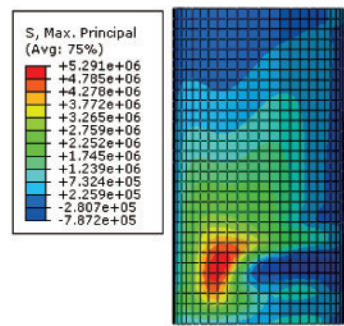 S, Max. Principal
(Avg: 75%)
+5.291e+06
+4.785e+06
+4.278e+06
+3.772e+06
+3.265e+06
+2.759e+06
+2.252e+06
+1.745e+06
+1.239e+06
+7.324e+05
+2.259e+05
-2.807e+05
-7.872e+05